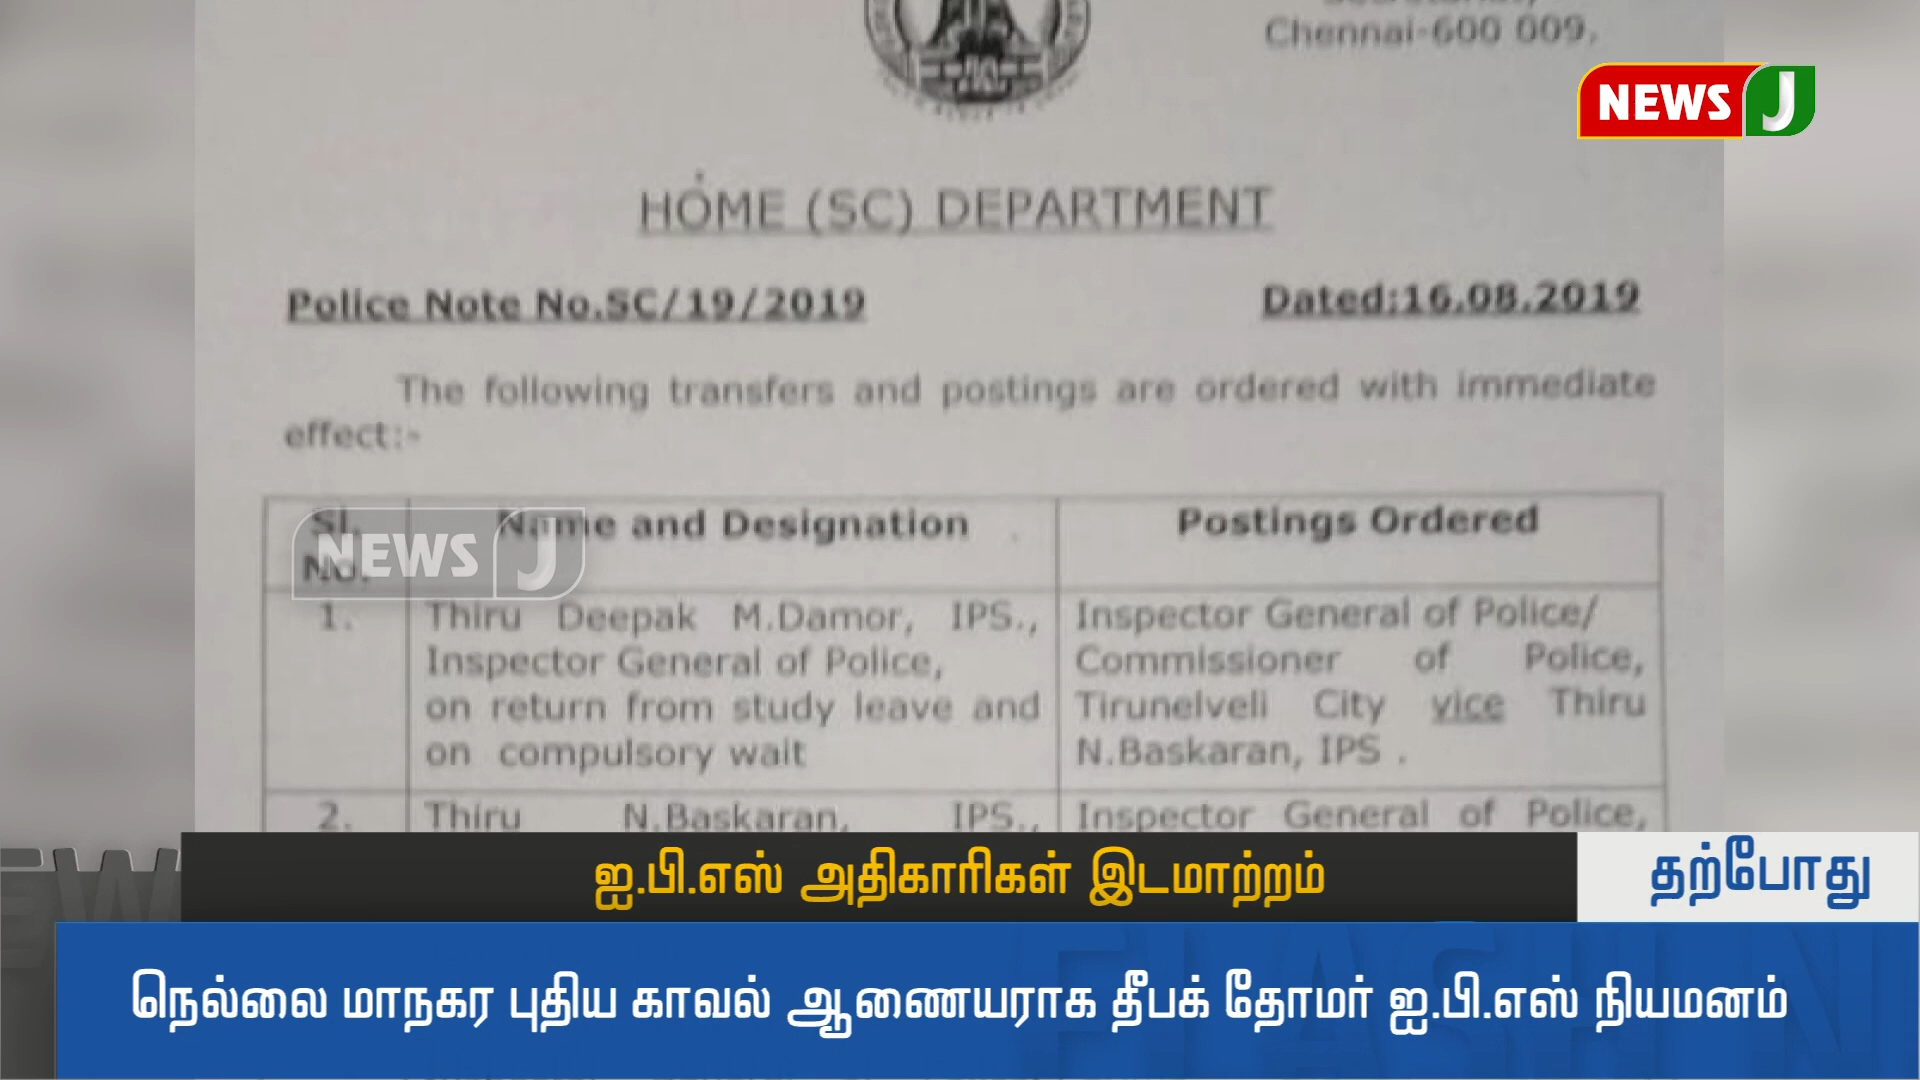 Chennai-600 009.
NEWS J
HOME (SC) DEPARTMENT
Police Note No.SC/19/2019 Dated:16.08.2019
The following transfers and postings are ordered with immediate
effect:-
Sl. No. Name and Designation Postings Ordered
NEWS J
1. Thiru Deepak M.Damor, IPS.,
Inspector General of Police,
on return from study leave and
on compulsory wait
Inspector General of Police/
Commissioner of Police,
Tirunelveli City vice Thiru
N.Baskaran, IPS .
2. Thiru N.Baskaran, IPS.,
Inspector General of Police,
ஐ.பி.எஸ் அதிகாரிகள் இடமாற்றம்
தற்போது
நெல்லை மாநகர புதிய காவல் ஆணையராக தீபக் தோமர் ஐ.பி.எஸ் நியமனம்